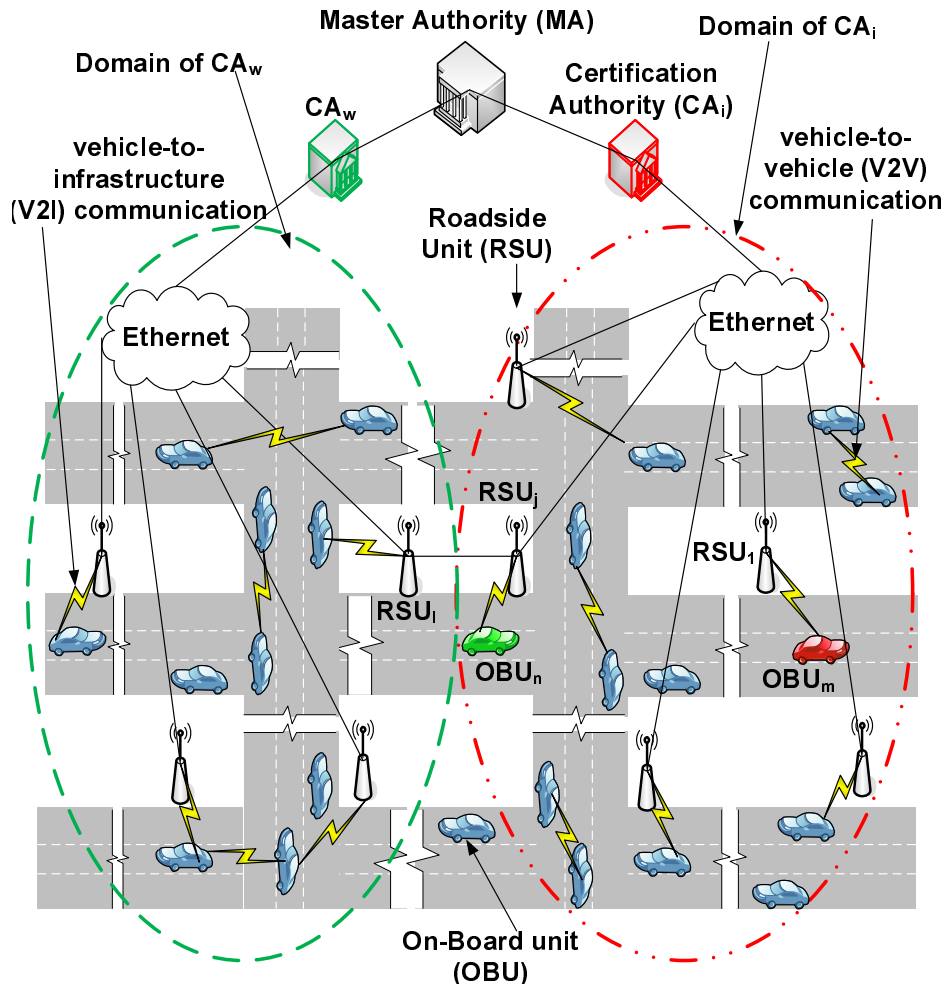 Master Authority (MA)
Domain of CAi
Domain of CAw
Certification
Authority (CAi)
CAw
vehicle-to-
infrastructure
(V2I) communication
vehicle-to-
vehicle (V2V)
communication
Roadside
Unit (RSU)
Ethernet
Ethernet
RSUj
RSU1
RSUl
OBUn
OBUm
On-Board unit
(OBU)